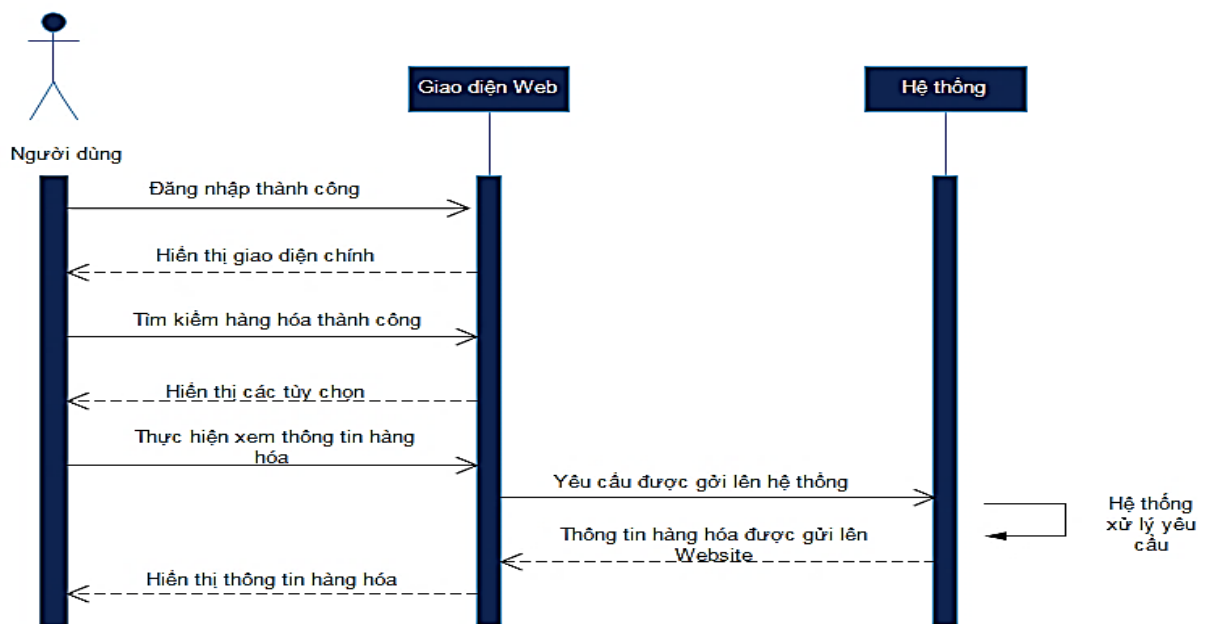 Giao diện Web
Hệ thống
Người dùng
Đăng nhập thành công
Hiển thị giao diện chính
Tìm kiếm hàng hóa thành công
Hiển thị các tùy chọn
Thực hiện xem thông tin hàng
hóa
Yêu cầu được gởi lên hệ thống
Hệ thống
xử lý yêu
cầu
Thông tin hàng hóa được gửi lên
Website
Hiển thị thông tin hàng hóa